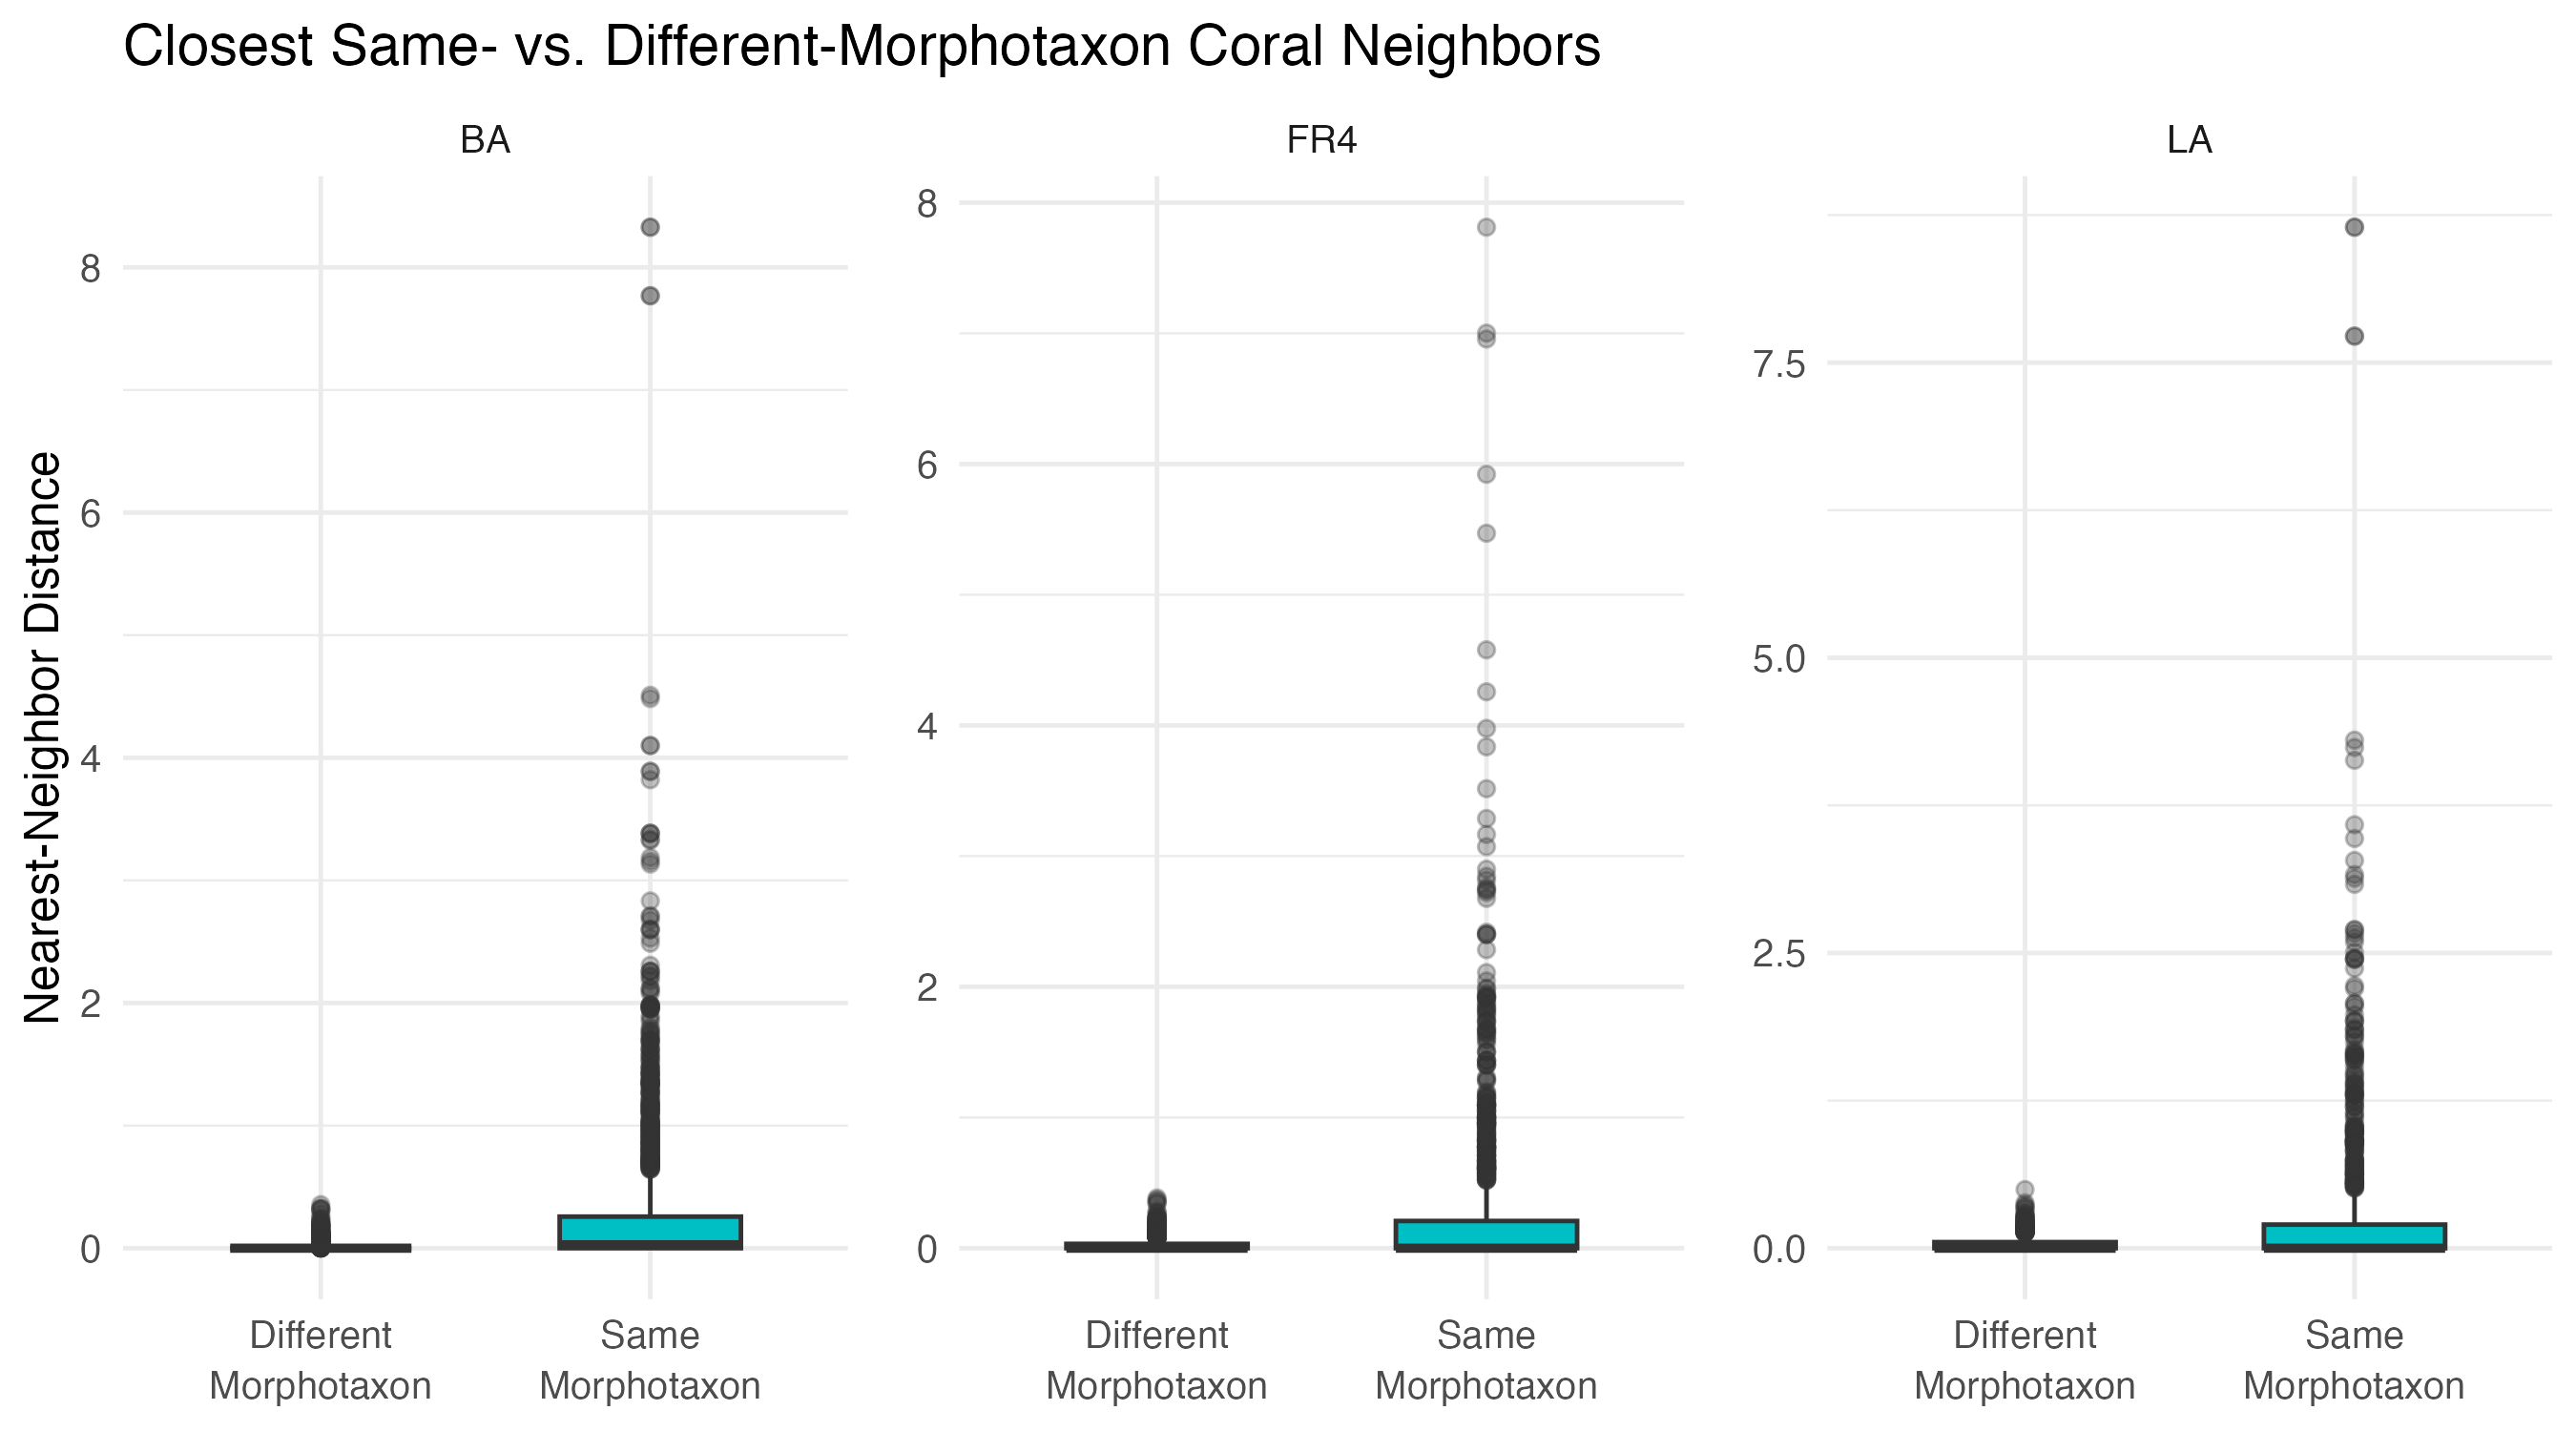 Closest Same- vs. Different-Morphotaxon Coral Neighbors
BA
FR4
LA
Nearest-Neighbor Distance
8
6
4
2
0
8
6
4
2
0
7.5
5.0
2.5
0.0
Different
Morphotaxon
Same
Morphotaxon
Different
Morphotaxon
Same
Morphotaxon
Different
Morphotaxon
Same
Morphotaxon